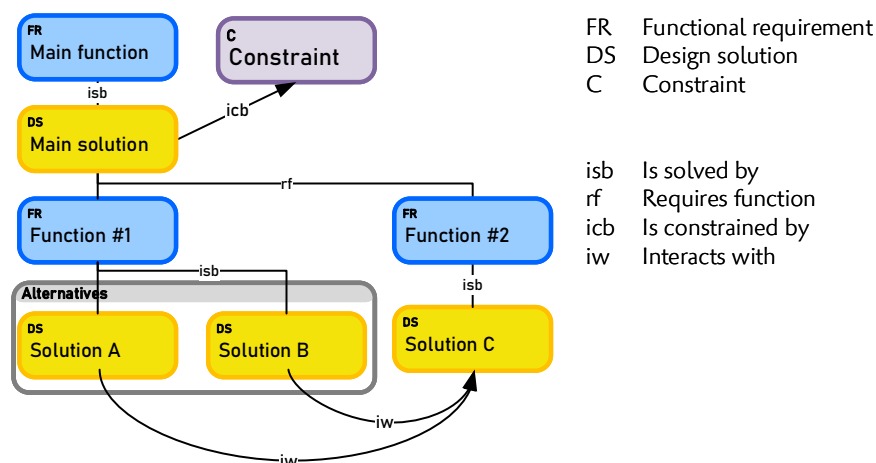 FR
Main function
C
Constraint
isb
icb
DS
Main solution
rf
FR
Function #1
FR
Function #2
isb
isb
Alternatives
DS
Solution A
DS
Solution B
DS
Solution C
iw
iw
FR Functional requirement
DS Design solution
C Constraint
isb Is solved by
rf Requires function
icb Is constrained by
iw Interacts with